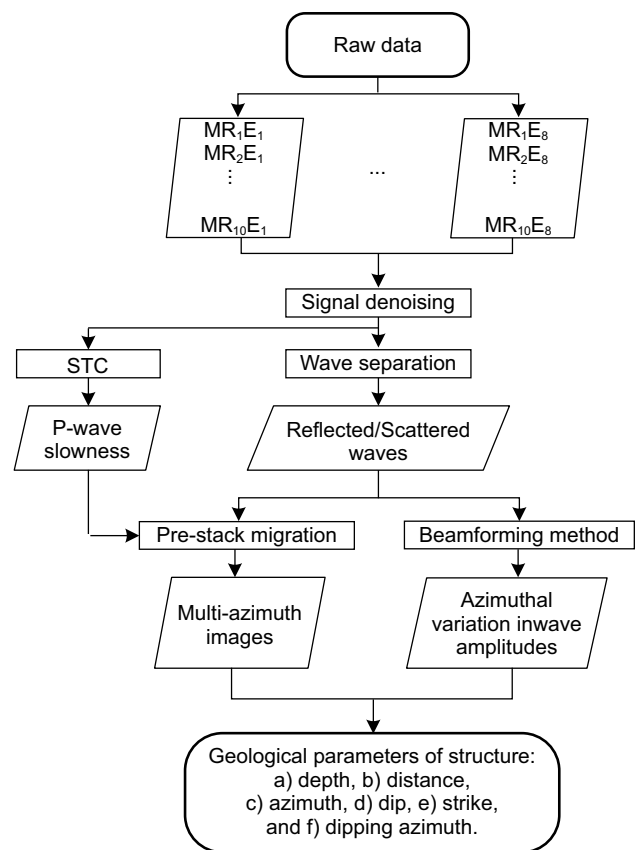 Raw data
MR₁E₁
MR₂E₁
⋮
MR₁₀E₁
...
MR₁E₈
MR₂E₈
⋮
MR₁₀E₈
Signal denoising
STC
Wave separation
P-wave
slowness
Reflected/Scattered
waves
Pre-stack migration
Beamforming method
Multi-azimuth
images
Azimuthal
variation inwave
amplitudes
Geological parameters of structure:
a) depth, b) distance,
c) azimuth, d) dip, e) strike,
and f) dipping azimuth.